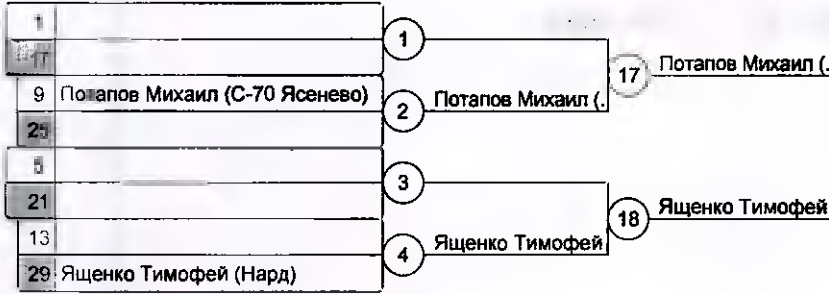 1
17
1
9 Потапов Михаил (С-70 Ясенево)
25
2
Потапов Михаил (.
17
Потапов Михаил (.
5
21
3
13
29 Ященко Тимофей (Нард)
4
Ященко Тимофей
18
Ященко Тимофей